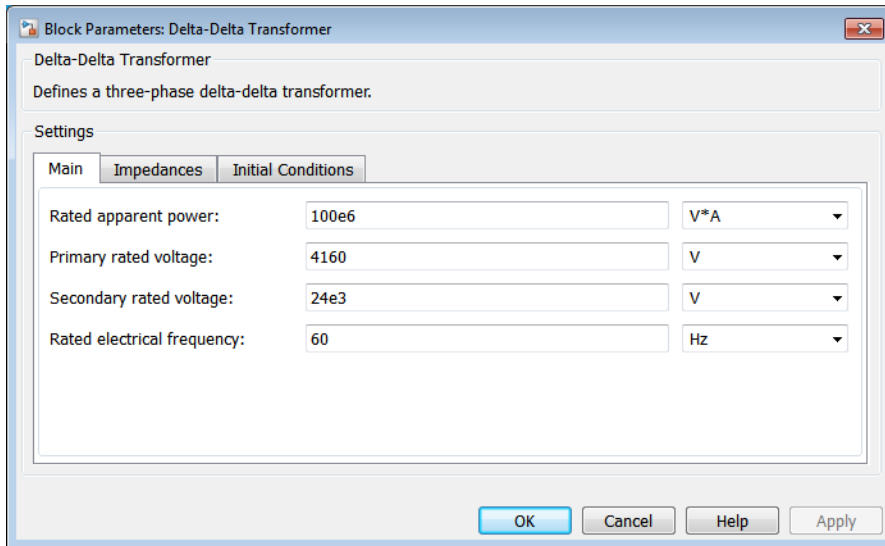 Block Parameters: Delta-Delta Transformer
Delta-Delta Transformer
Defines a three-phase delta-delta transformer.
Settings
Main Impedances Initial Conditions
Rated apparent power: 100e6 V*A
Primary rated voltage: 4160 V
Secondary rated voltage: 24e3 V
Rated electrical frequency: 60 Hz
OK Cancel Help Apply